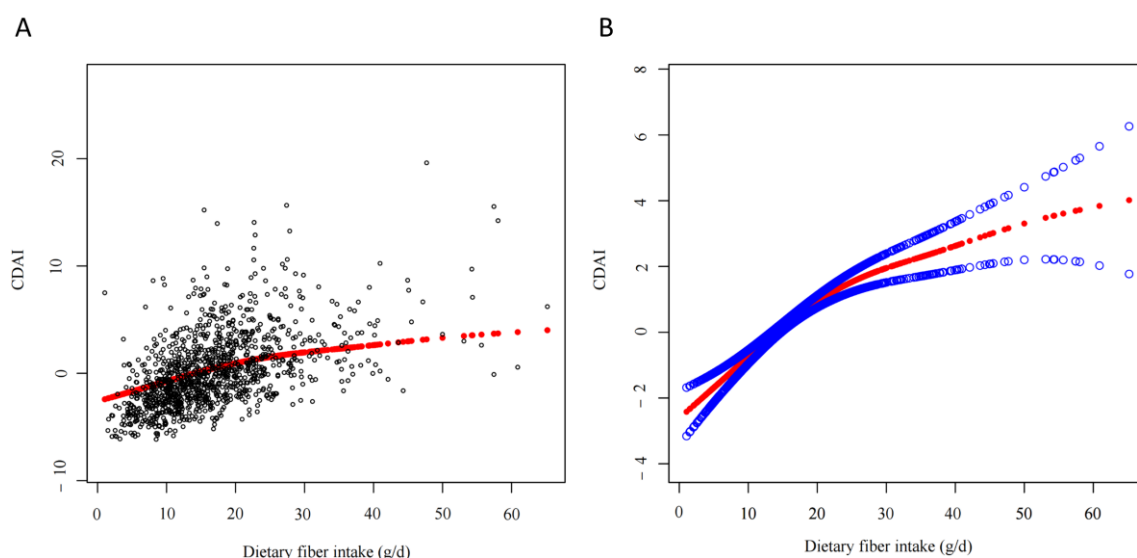 A
CDAI
20
10
0
– 10
0 10 20 30 40 50 60
Dietary fiber intake (g/d)
B
CDAI
8
6
4
2
0
– 2
– 4
0 10 20 30 40 50 60
Dietary fiber intake (g/d)